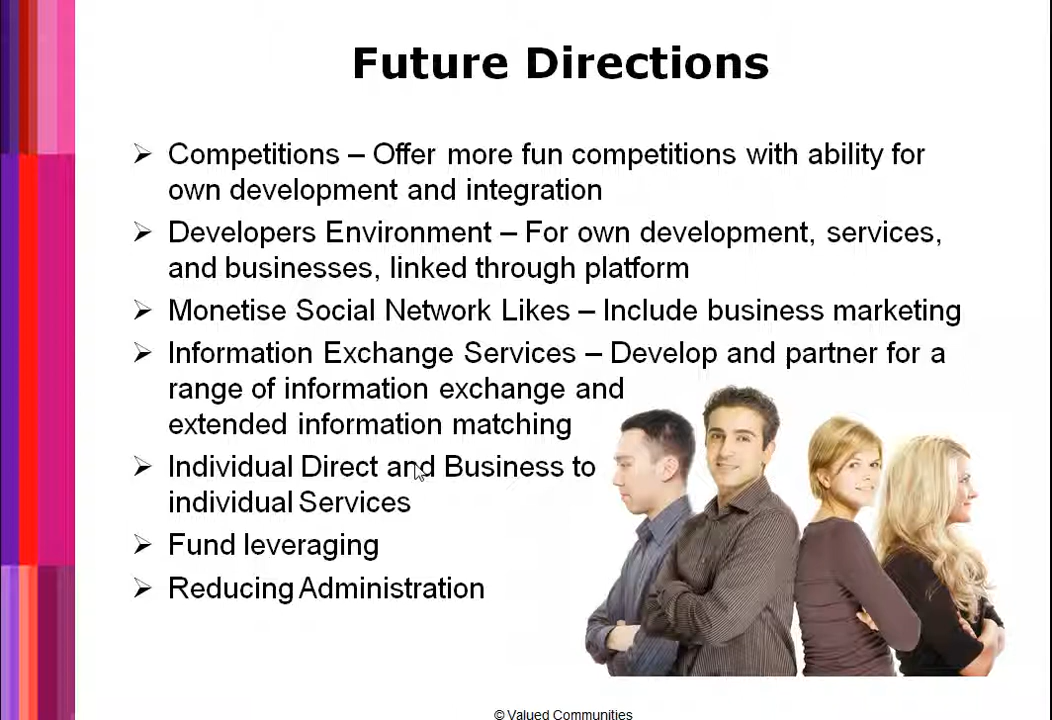 Future Directions
Competitions – Offer more fun competitions with ability for
own development and integration
Developers Environment – For own development, services,
and businesses, linked through platform
Monetise Social Network Likes – Include business marketing
Information Exchange Services – Develop and partner for a
range of information exchange and
extended information matching
Individual Direct and Business to
individual Services
Fund leveraging
Reducing Administration
© Valued Communities